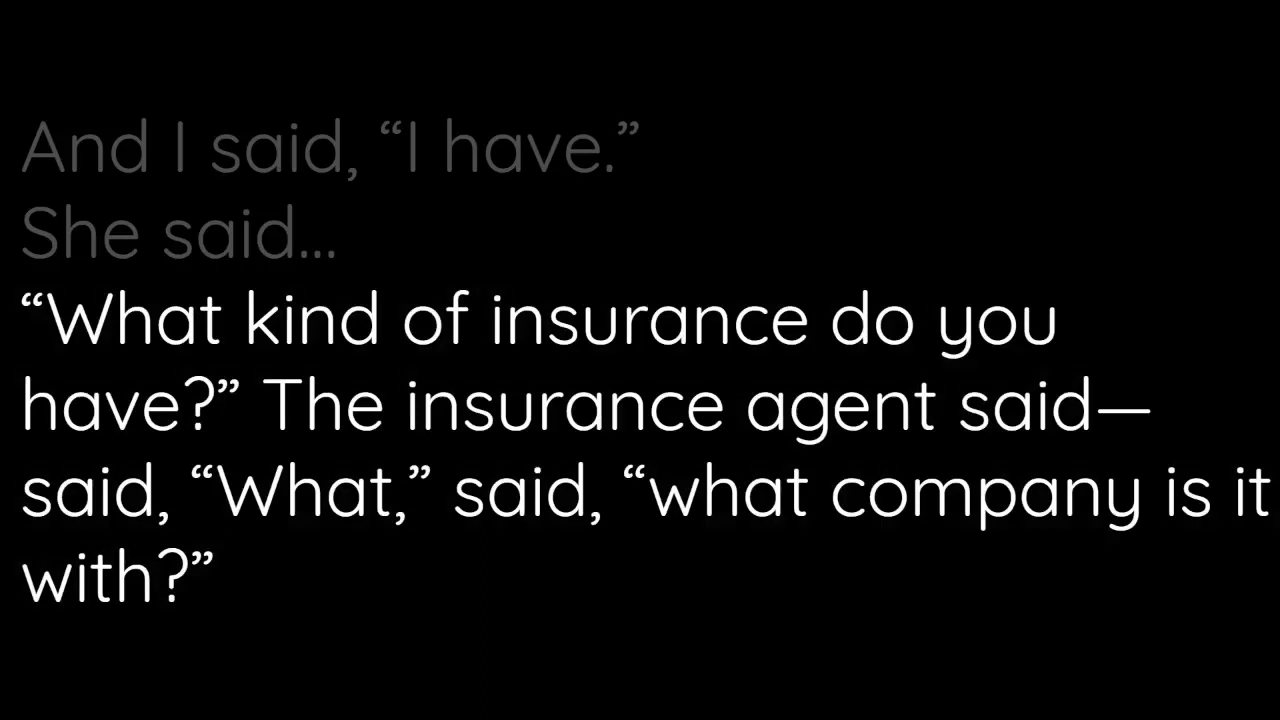 And I said, “I have.”
She said...
“What kind of insurance do you
have?” The insurance agent said—
said, “What,” said, “what company is it
with?”